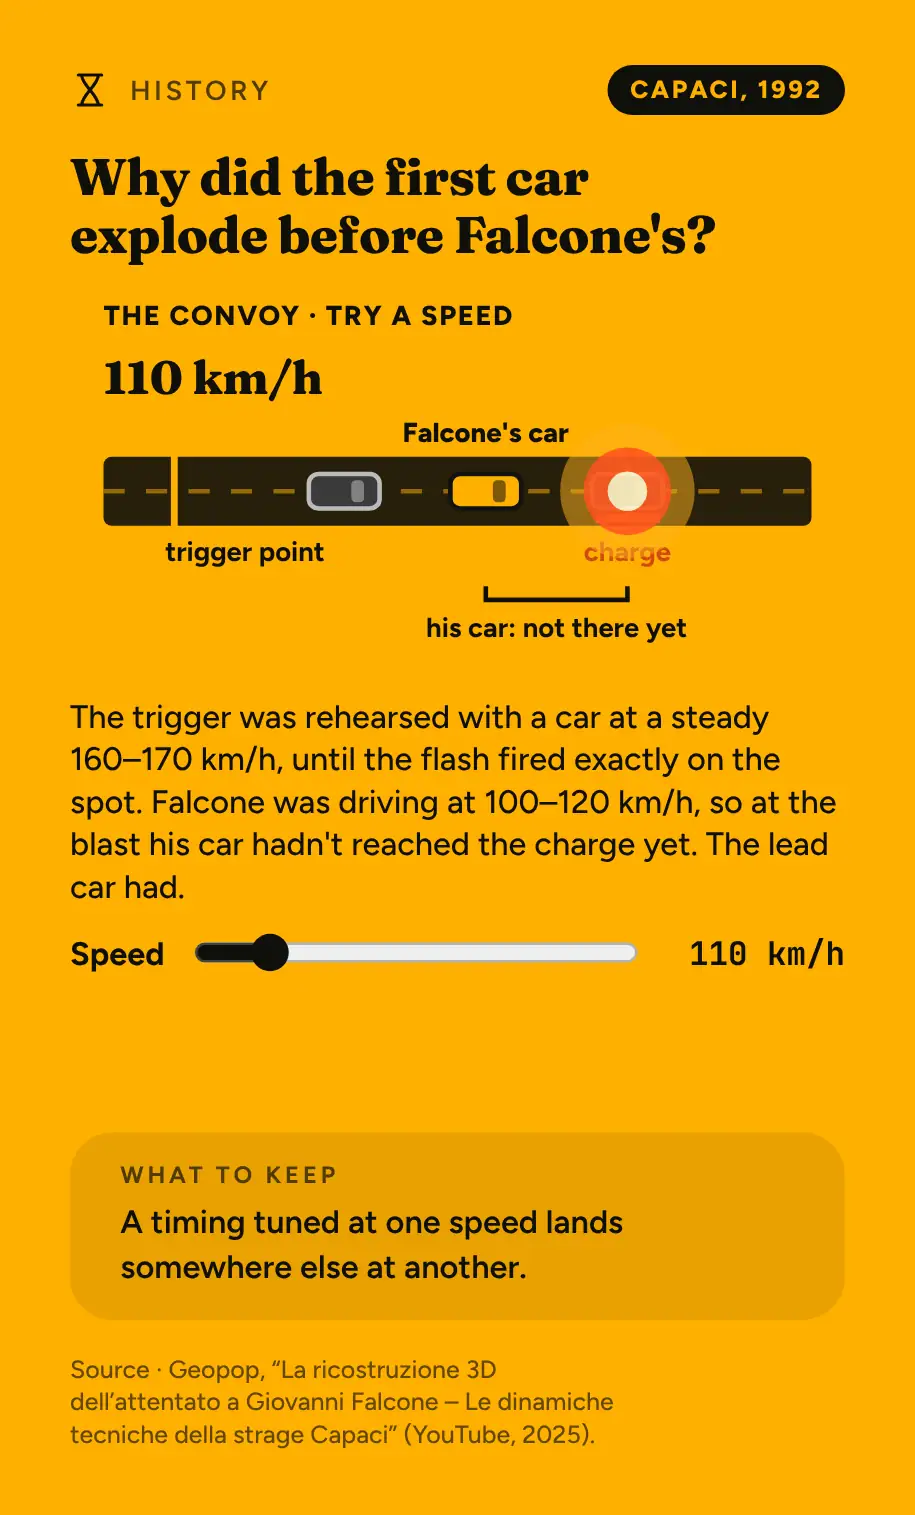 HISTORY
CAPACI, 1992
Why did the first car
explode before Falcone's?
THE CONVOY · TRY A SPEED
110 km/h
Falcone's car
trigger point
charge
his car: not there yet
The trigger was rehearsed with a car at a steady
160–170 km/h, until the flash fired exactly on the
spot. Falcone was driving at 100–120 km/h, so at the
blast his car hadn't reached the charge yet. The lead
car had.
Speed
110 km/h
WHAT TO KEEP
A timing tuned at one speed lands
somewhere else at another.
Source · Geopop, “La ricostruzione 3D
dell’attentato a Giovanni Falcone – Le dinamiche
tecniche della strage Capaci” (YouTube, 2025).